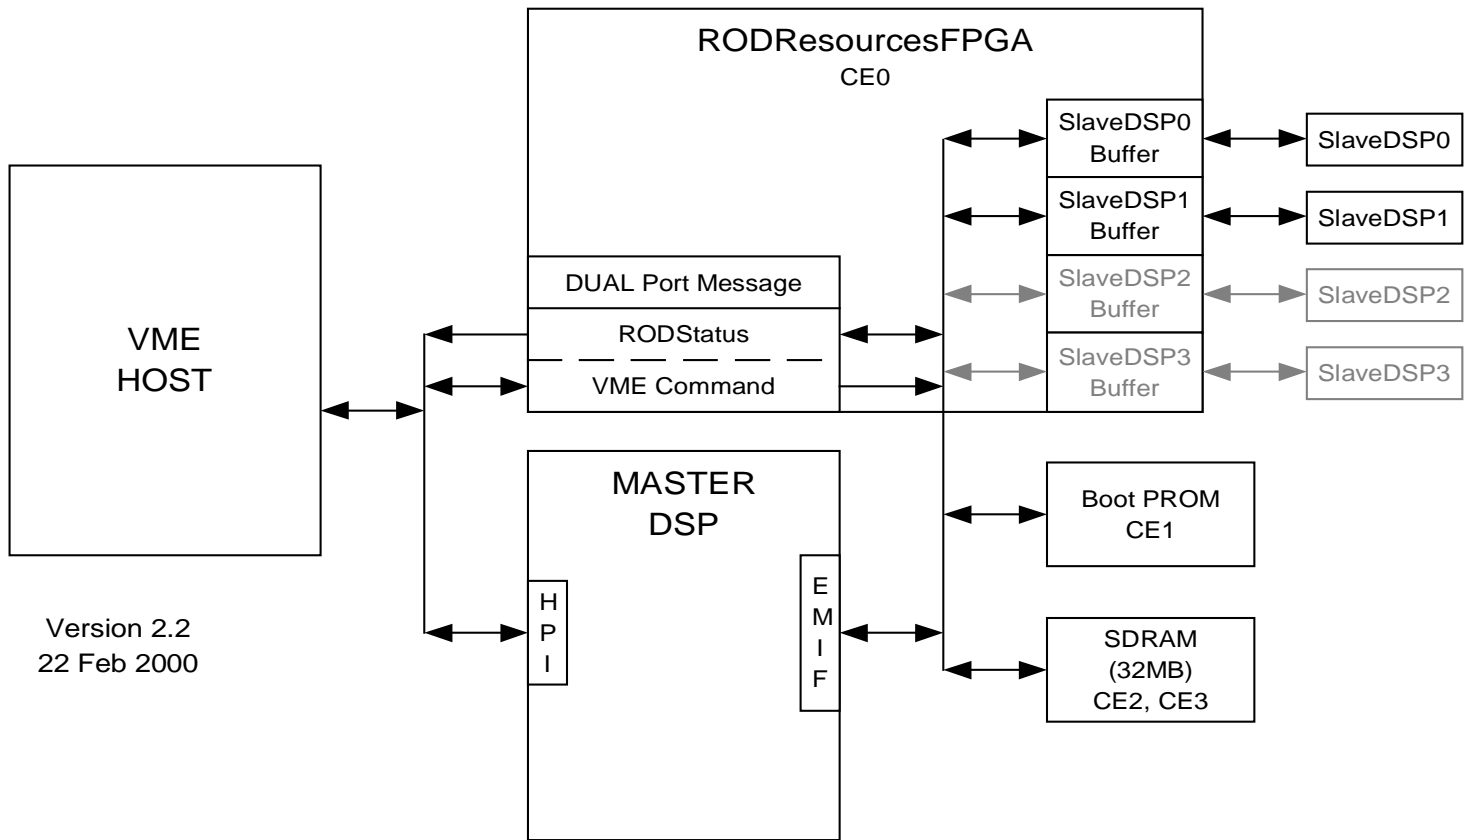 RODResourcesFPGA
CE0
SlaveDSP0
Buffer
SlaveDSP0
SlaveDSP1
Buffer
SlaveDSP1
SlaveDSP2
Buffer
SlaveDSP2
SlaveDSP3
Buffer
SlaveDSP3
DUAL Port Message
RODStatus
VME Command
VME
HOST
MASTER
DSP
H
P
I
E
M
I
F
Boot PROM
CE1
SDRAM
(32MB)
CE2, CE3
Version 2.2
22 Feb 2000